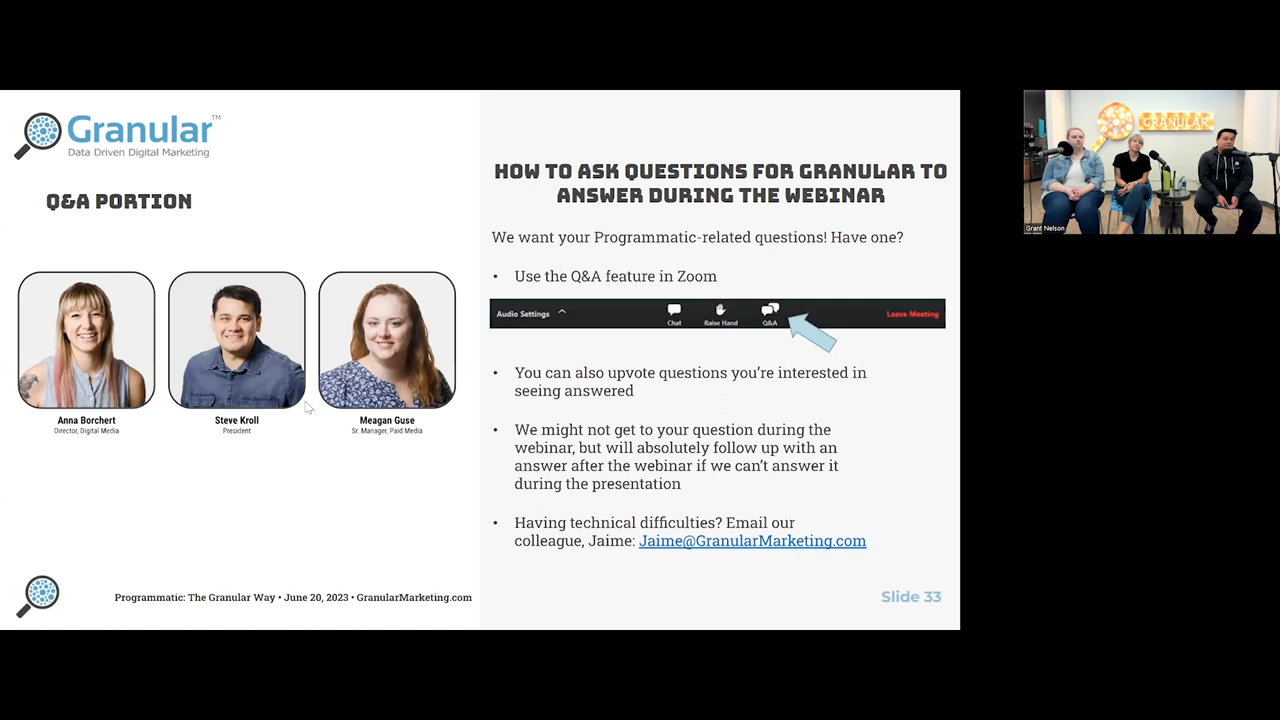 Granular™
Data Driven Digital Marketing
Q&A PORTION
Anna Borchert
Director, Digital Media
Steve Kroll
President
Meagan Guse
Sr. Manager, Paid Media
Programmatic: The Granular Way • June 20, 2023 • GranularMarketing.com
HOW TO ASK QUESTIONS FOR GRANULAR TO
ANSWER DURING THE WEBINAR
We want your Programmatic-related questions! Have one?
• Use the Q&A feature in Zoom
Audio Settings
Chat
Raise Hand
Q&A
Leave Meeting
• You can also upvote questions you’re interested in
seeing answered
• We might not get to your question during the
webinar, but will absolutely follow up with an
answer after the webinar if we can’t answer it
during the presentation
• Having technical difficulties? Email our
colleague, Jaime: Jaime@GranularMarketing.com
Slide 33
GRANULAR
Grant Nelson